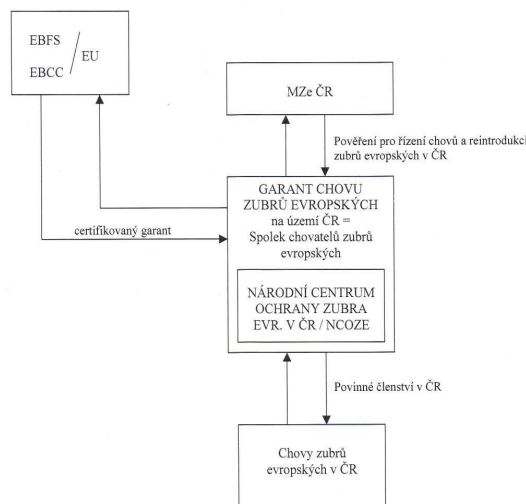 EBFS
EBCC
/ EU
MZe ČR
Pověření pro řízení chovů a reintrodukci
zubrů evropských v ČR
GARANT CHOVU
ZUBRŮ EVROPSKÝCH
na území ČR =
Spolek chovatelů zubrů
evropských
certifikovaný garant
NÁRODNÍ CENTRUM
OCHRANY ZUBRA
EVR. V ČR / NCOZE
Povinné členství v ČR
Chovy zubrů
evropských v ČR